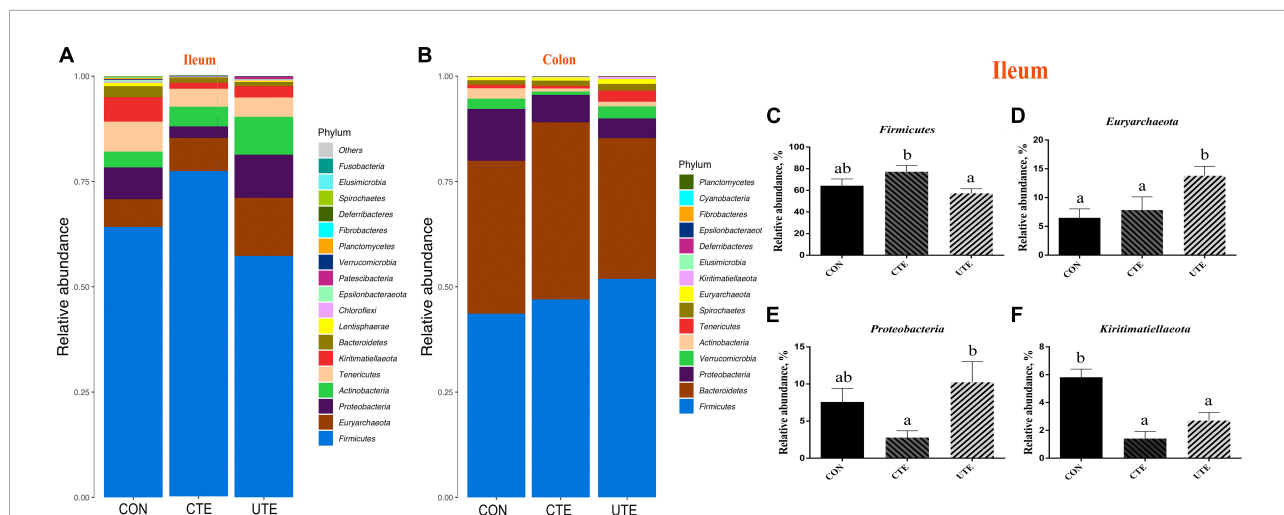 A
Ileum
Relative abundance
1.00
0.75
0.50
0.25
0.00
CON
CTE
UTE
Phylum
Others
Fusobacteria
Elusimicrobia
Spirochaetes
Deferribacteres
Fibrobacteres
Planctomycetes
Verrucomicrobia
Patescibacteria
Epsilonbacteraeota
Chloroflexi
Lentisphaerae
Bacteroidetes
Kiritimatiellaeota
Tenericutes
Actinobacteria
Proteobacteria
Euryarchaeota
Firmicutes
B
Colon
Relative abundance
1.00
0.75
0.50
0.25
0.00
CON
CTE
UTE
Phylum
Planctomycetes
Cyanobacteria
Fibrobacteres
Epsilonbacteraeot
Deferribacteres
Elusimicrobia
Kiritimatiellaeota
Euryarchaeota
Spirochaetes
Tenericutes
Actinobacteria
Verrucomicrobia
Proteobacteria
Bacteroidetes
Firmicutes
Ileum
C
Firmicutes
Relative abundance, %
100
80
60
40
20
0
ab
b
a
CON
CTE
UTE
D
Euryarchaeota
Relative abundance, %
20
15
10
5
0
a
a
b
CON
CTE
UTE
E
Proteobacteria
Relative abundance, %
15
10
5
0
ab
a
b
CON
CTE
UTE
F
Kiritimatiellaeota
Relative abundance, %
8
6
4
2
0
b
a
a
CON
CTE
UTE